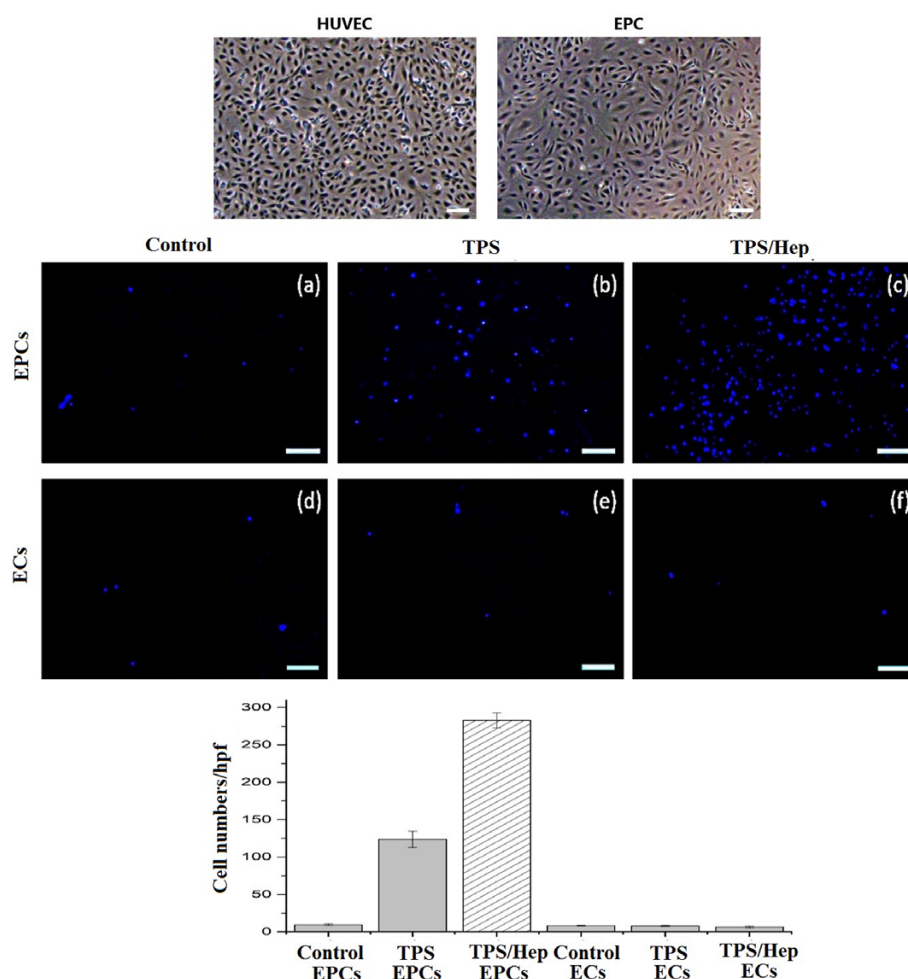 HUVEC EPC
Control TPS TPS/Hep
EPCs (a) (b) (c)
ECs (d) (e) (f)
Cell numbers/hpf
300
250
200
150
100
50
0
Control TPS TPS/Hep Control TPS TPS/Hep
EPCs EPCs EPCs ECs ECs ECs